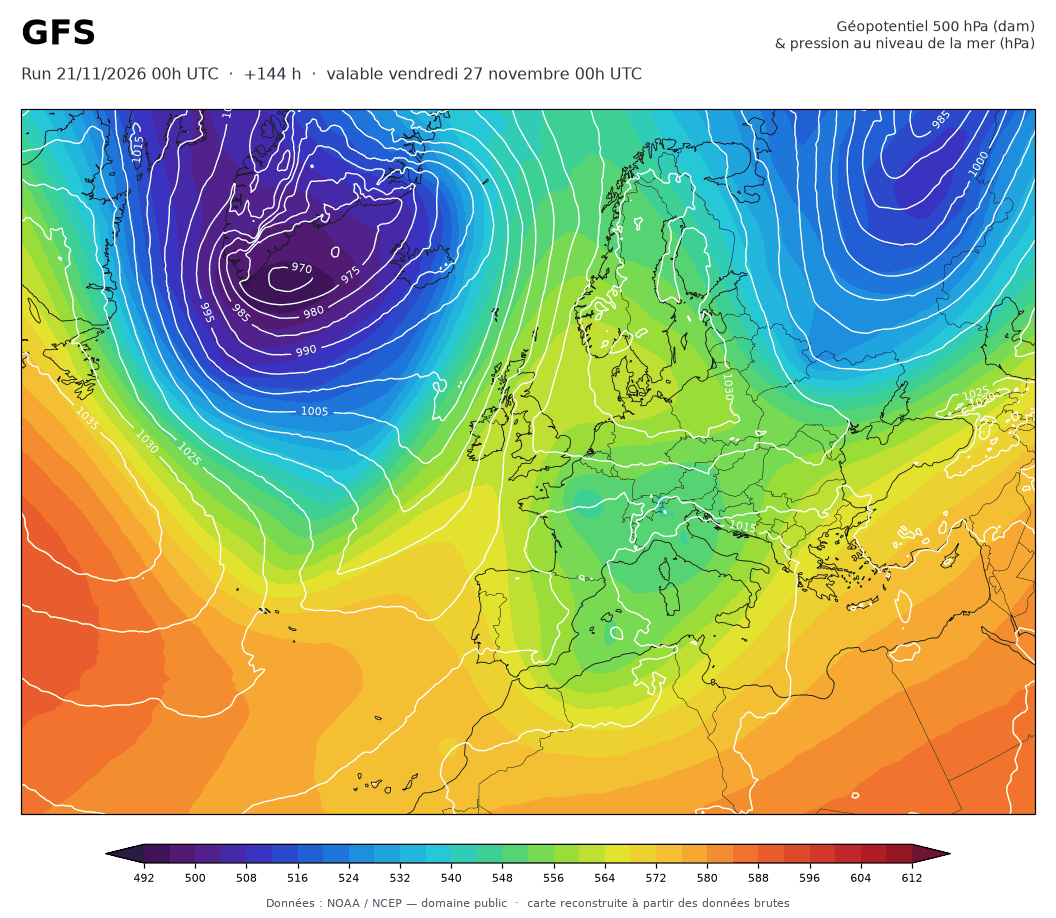 GFS
Géopotentiel 500 hPa (dam)
& pression au niveau de la mer (hPa)
Run 21/11/2026 00h UTC · +144 h · valable vendredi 27 novembre 00h UTC
985
1015
1000
970
975
995
985
980
990
1030
1025
1005
1035
1030
1025
1015
492 500 508 516 524 532 540 548 556 564 572 580 588 596 604 612
Données : NOAA / NCEP — domaine public · carte reconstruite à partir des données brutes